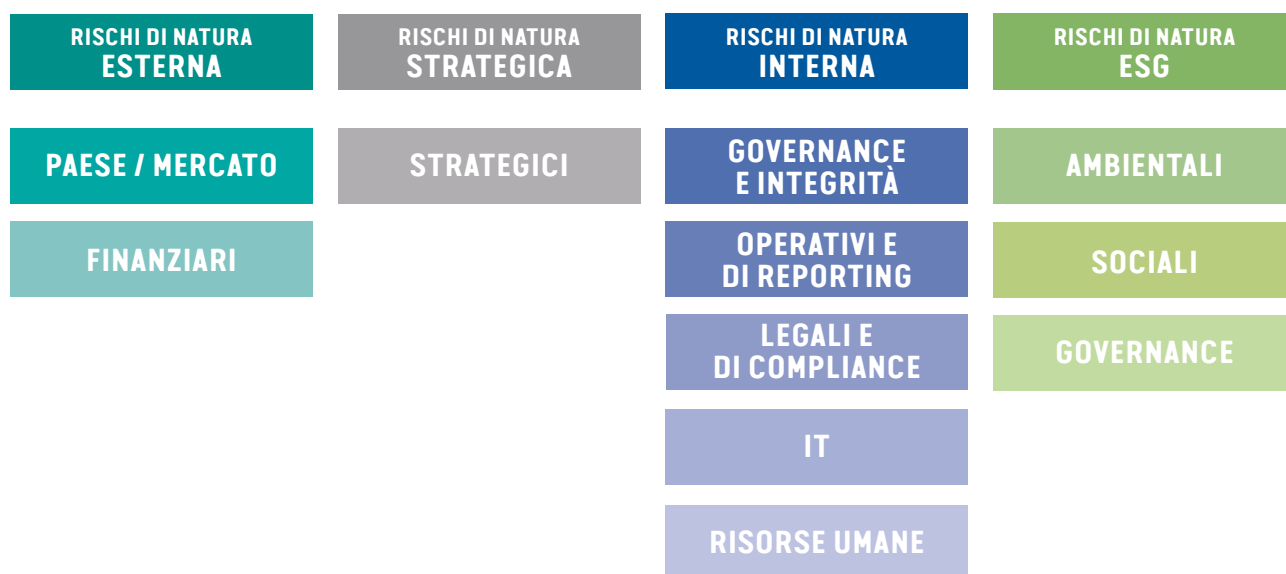 RISCHI DI NATURA
ESTERNA
PAESE / MERCATO
FINANZIARI
RISCHI DI NATURA
STRATEGICA
STRATEGICI
RISCHI DI NATURA
INTERNA
GOVERNANCE
E INTEGRITÀ
OPERATIVI E
DI REPORTING
LEGALI E
DI COMPLIANCE
IT
RISORSE UMANE
RISCHI DI NATURA
ESG
AMBIENTALI
SOCIALI
GOVERNANCE